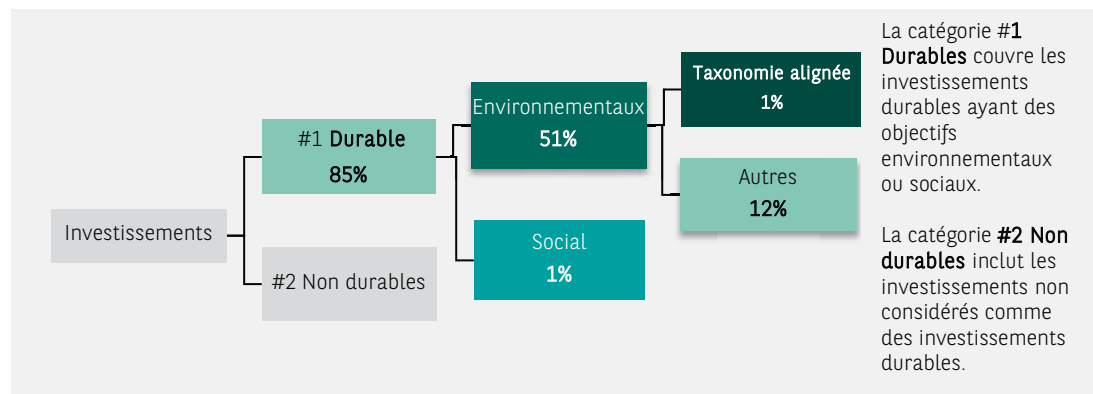 Investissements
#1 Durable
85%
#2 Non durables
Environnementaux
51%
Social
1%
Taxonomie alignée
1%
Autres
12%
La catégorie #1
Durables couvre les
investissements
durables ayant des
objectifs
environnementaux
ou sociaux.
La catégorie #2 Non
durables inclut les
investissements non
considérés comme
des investissements
durables.